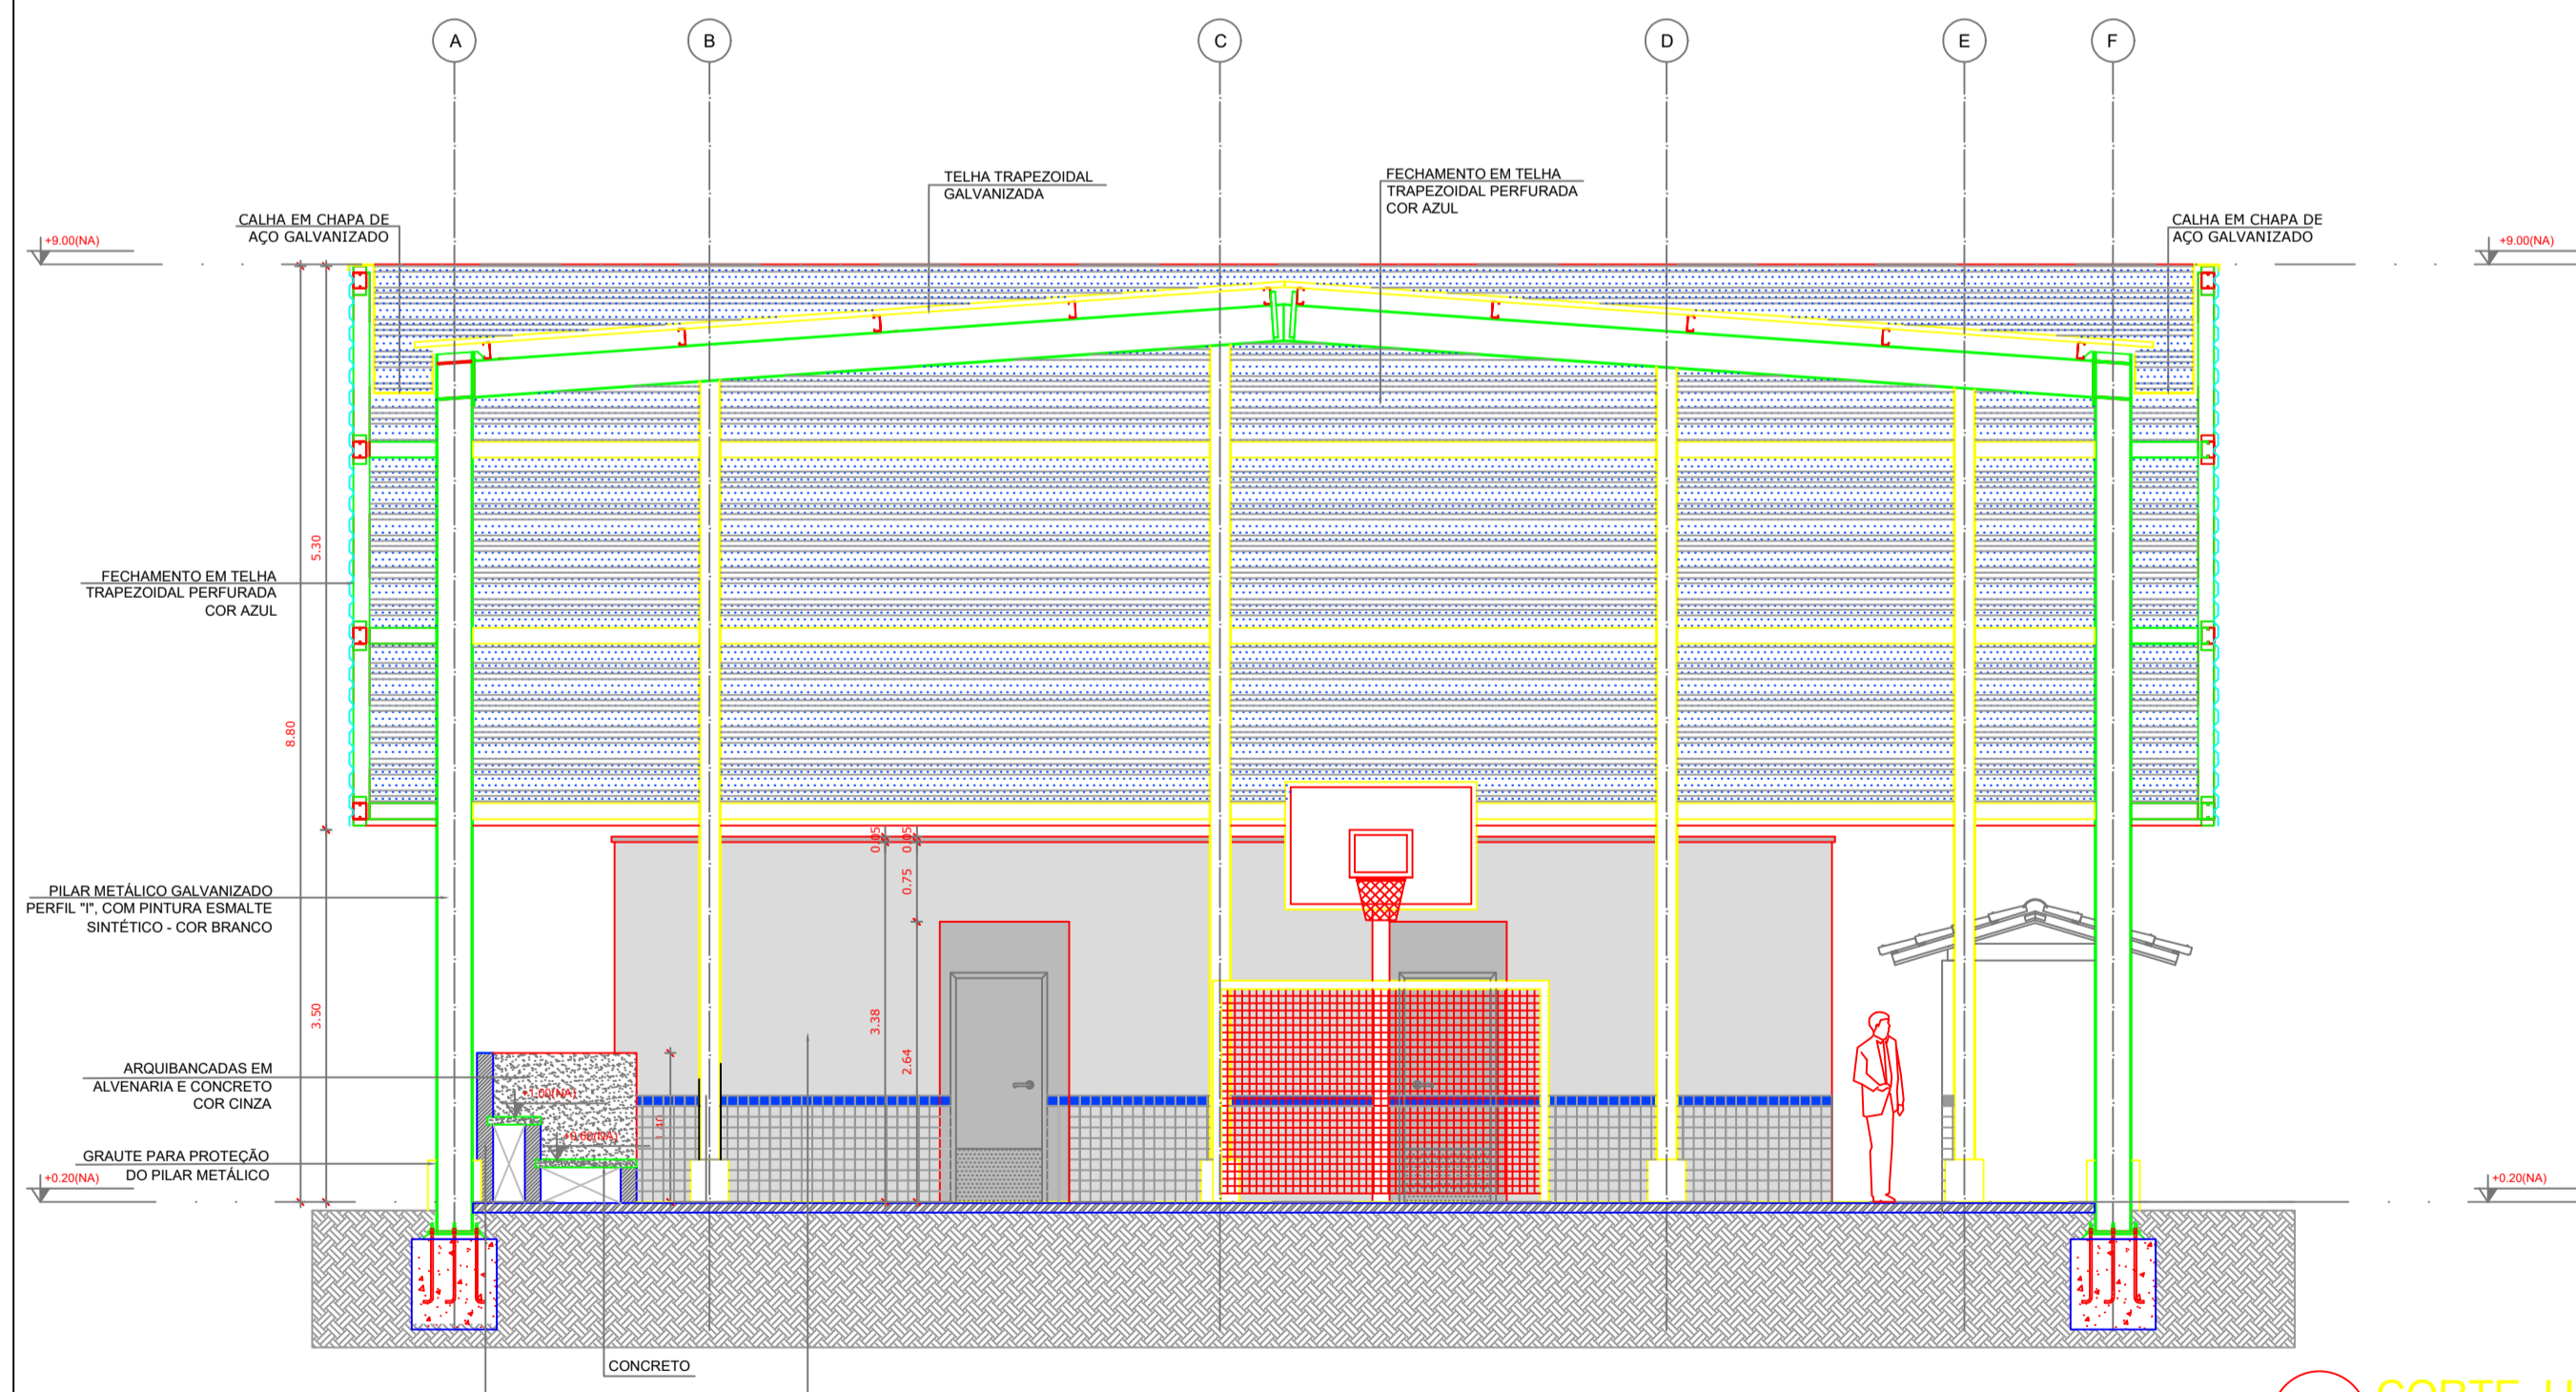 A
B
C
D
E
F
TELHA TRAPEZOIDAL
GALVANIZADA
FECHAMENTO EM TELHA
TRAPEZOIDAL PERFURADA
COR AZUL
CALHA EM CHAPA DE
AÇO GALVANIZADO
CALHA EM CHAPA DE
AÇO GALVANIZADO
+9.00(NA)
+9.00(NA)
5.30
FECHAMENTO EM TELHA
TRAPEZOIDAL PERFURADA
COR AZUL
8.80
0.05
0.05
0.75
PILAR METÁLICO GALVANIZADO
PERFIL "I", COM PINTURA ESMALTE
SINTÉTICO - COR BRANCO
3.50
3.38
2.64
ARQUIBANCADAS EM
ALVENARIA E CONCRETO
COR CINZA
+1.00(NA)
+0.60(NA)
1.40
GRAUTE PARA PROTEÇÃO
DO PILAR METÁLICO
+0.20(NA)
+0.20(NA)
CONCRETO
CORTE